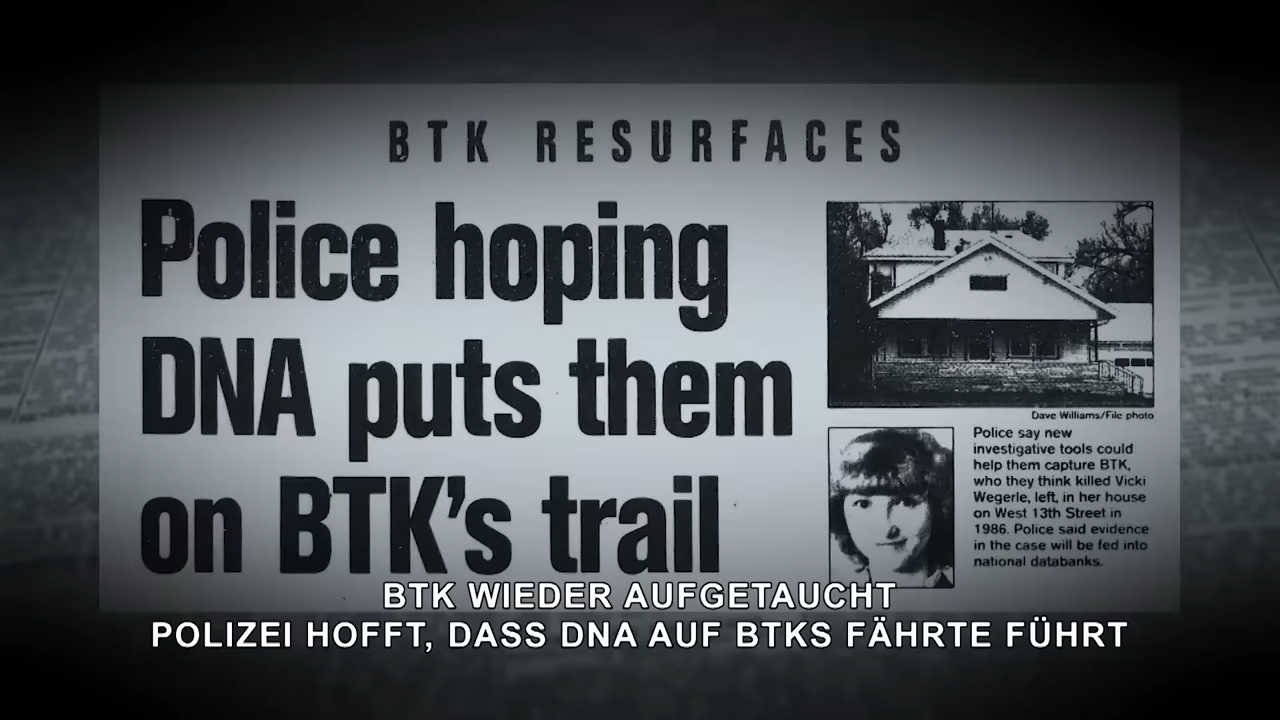 BTK RESURFACES
Police hoping
DNA puts them
on BTK's trail
Dave Williams/File photo
Police say new
investigative tools could
help them capture BTK,
who they think killed Vicki
Wegerle, left, in her house
on West 13th Street in
1986. Police said evidence
in the case will be fed into
national databanks.
BTK WIEDER AUFGETAUCHT
POLIZEI HOFFT, DASS DNA AUF BTKS FÄHRTE FÜHRT